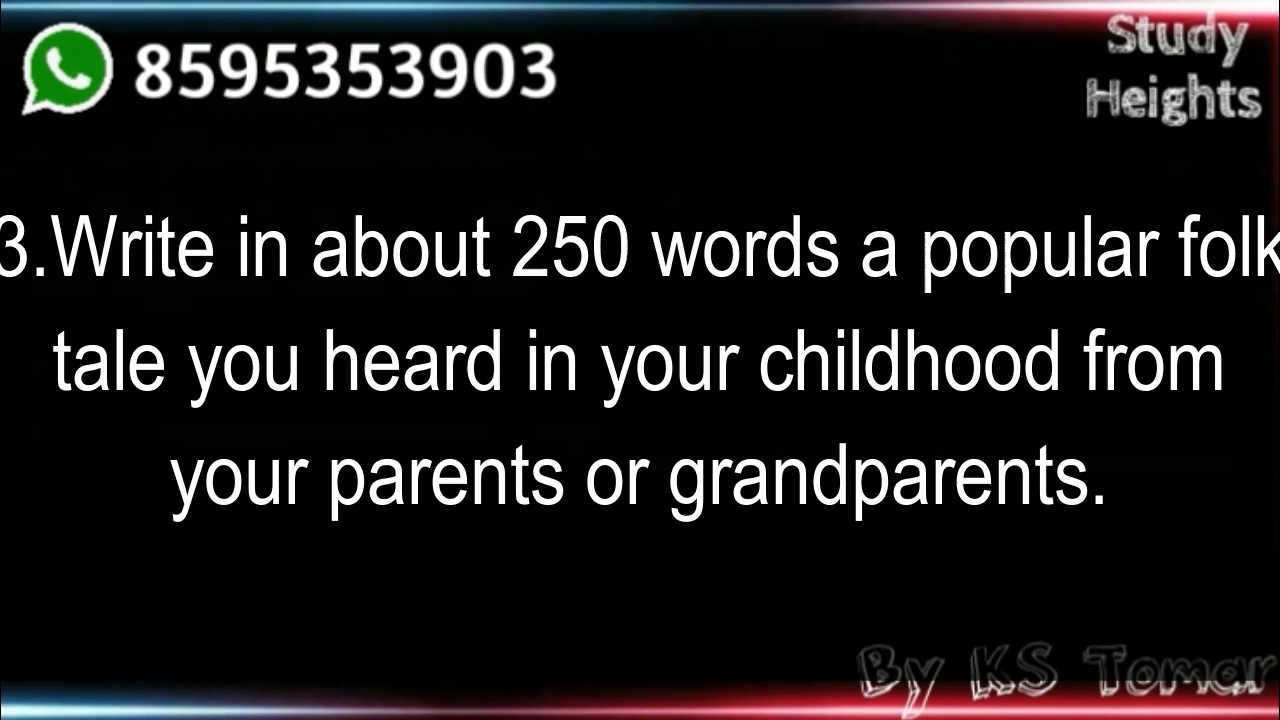 8595353903
Study
Heights
3.Write in about 250 words a popular folk
tale you heard in your childhood from
your parents or grandparents.
By KS Tomar